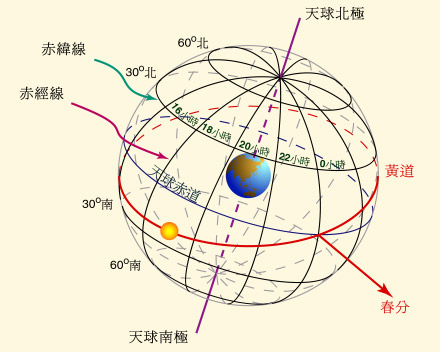 天球北極
赤緯線
60°北
30°北
赤經線
16小時
18小時
20小時
22小時
0小時
黃道
天球赤道
30°南
60°南
春分
天球南極